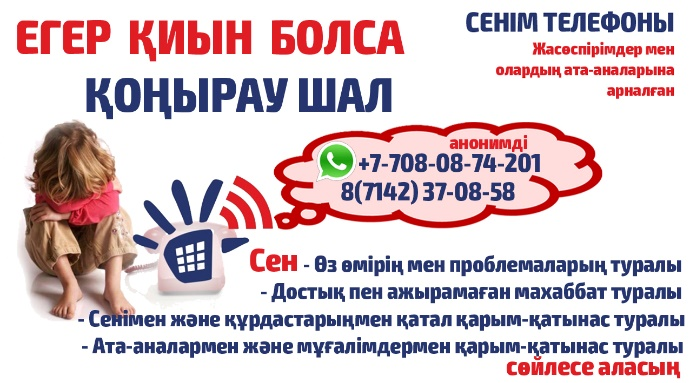 ЕГЕР ҚИЫН БОЛСА
ҚОҢЫРАУ ШАЛ
СЕНІМ ТЕЛЕФОНЫ
Жасөспірімдер мен
олардың ата-аналарына
арналған
анонимді
+7-708-08-74-201
8(7142) 37-08-58
Сен - Өз өмірің мен проблемаларың туралы
- Достық пен ажырамаған махаббат туралы
- Сенімен және құрдастарыңмен қатал қарым-қатынас туралы
- Ата-аналармен және мұғалімдермен қарым-қатынас туралы
сөйлесе аласың